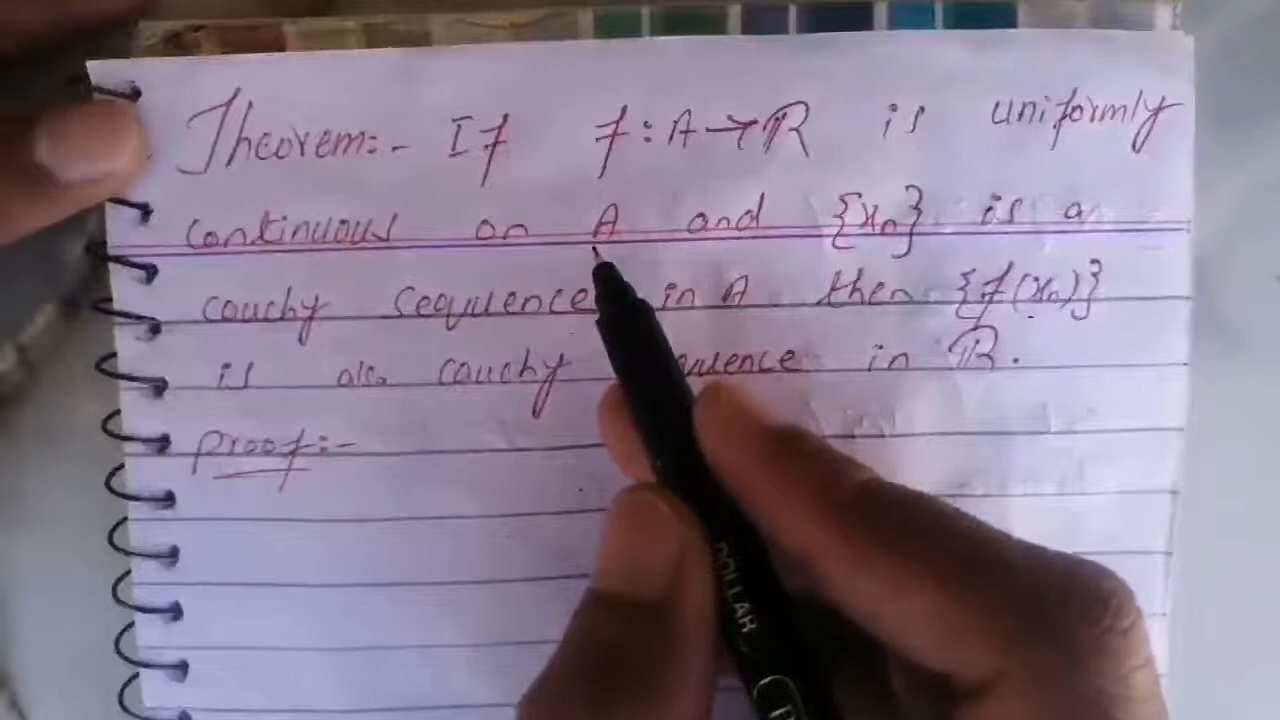 Theorem:- If f:A→ℝ is uniformly
continuous on A and {xn} is a
cauchy sequence in A then {f(xn)}
is also cauchy in ℝ.
Proof:-
DOLLAR